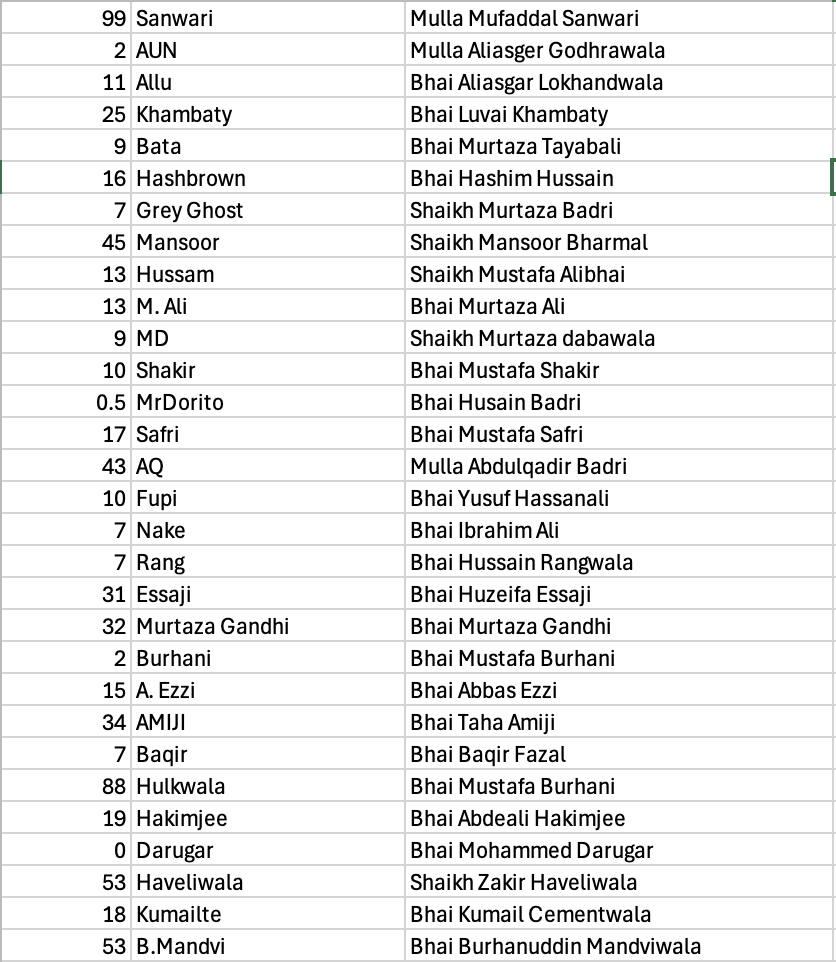 99 Sanwari Mulla Mufaddal Sanwari
2 AUN Mulla Aliasger Godhrawala
11 Allu Bhai Aliasgar Lokhandwala
25 Khambaty Bhai Luvai Khambaty
9 Bata Bhai Murtaza Tayabali
16 Hashbrown Bhai Hashim Hussain
7 Grey Ghost Shaikh Murtaza Badri
45 Mansoor Shaikh Mansoor Bharmal
13 Hussam Shaikh Mustafa Alibhai
13 M. Ali Bhai Murtaza Ali
9 MD Shaikh Murtaza dabawala
10 Shakir Bhai Mustafa Shakir
0.5 MrDorito Bhai Husain Badri
17 Safri Bhai Mustafa Safri
43 AQ Mulla Abdulqadir Badri
10 Fupi Bhai Yusuf Hassanali
7 Nake Bhai Ibrahim Ali
7 Rang Bhai Hussain Rangwala
31 Essaji Bhai Huzeifa Essaji
32 Murtaza Gandhi Bhai Murtaza Gandhi
2 Burhani Bhai Mustafa Burhani
15 A. Ezzi Bhai Abbas Ezzi
34 AMIJI Bhai Taha Amiji
7 Baqir Bhai Baqir Fazal
88 Hulkwala Bhai Mustafa Burhani
19 Hakimjee Bhai Abdeali Hakimjee
0 Darugar Bhai Mohammed Darugar
53 Haveliwala Shaikh Zakir Haveliwala
18 Kumailte Bhai Kumail Cementwala
53 B.Mandvi Bhai Burhanuddin Mandviwala